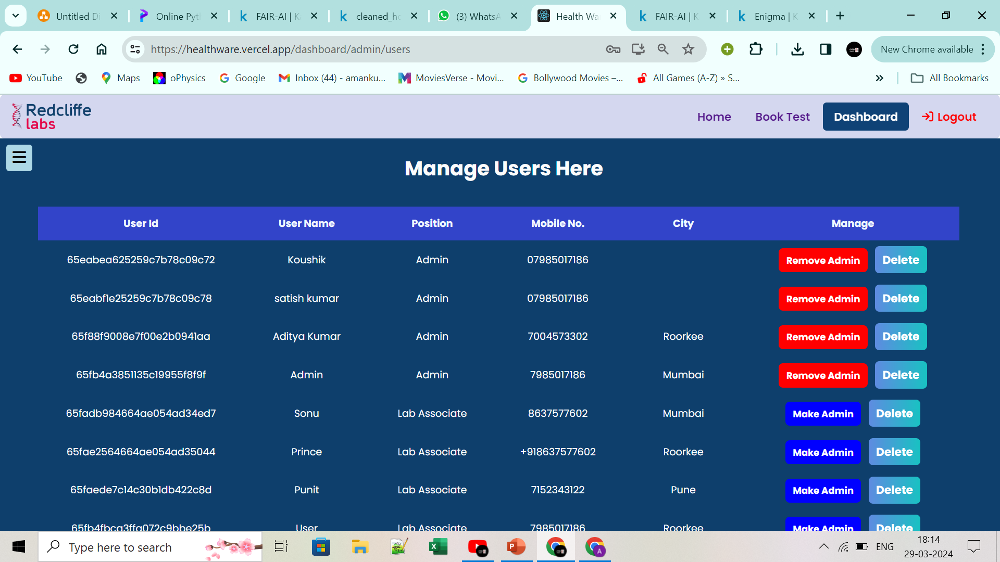 Untitled Di
Online Pyt
FAIR-AI | K
cleaned_ho
(3) WhatsA
Health Wa
FAIR-AI | K
Enigma | K
https://healthware.vercel.app/dashboard/admin/users
New Chrome available
YouTube
Maps
oPhysics
Google
Inbox (44) - amanku...
MoviesVerse - Movi...
Bollywood Movies –...
All Games (A-Z) » S...
All Bookmarks
Redcliffe
labs
Home
Book Test
Dashboard
Logout
Manage Users Here
User Id User Name Position Mobile No. City Manage
65eabea625259c7b78c09c72 Koushik Admin 07985017186 Remove Admin Delete
65eabf1e25259c7b78c09c78 satish kumar Admin 07985017186 Remove Admin Delete
65f88f9008e7f00e2b0941aa Aditya Kumar Admin 7004573302 Roorkee Remove Admin Delete
65fb4a3851135c19955f8f9f Admin Admin 7985017186 Mumbai Remove Admin Delete
65fadb984664ae054ad34ed7 Sonu Lab Associate 8637577602 Mumbai Make Admin Delete
65fae2564664ae054ad35044 Prince Lab Associate +918637577602 Roorkee Make Admin Delete
65faede7c14c30b1db422c8d Punit Lab Associate 7152343122 Pune Make Admin Delete
65fb4fbca3ffa072c9bbe25b User Lab Associate 7985017186 Roorkee Make Admin Delete
Type here to search
ENG
18:14
29-03-2024